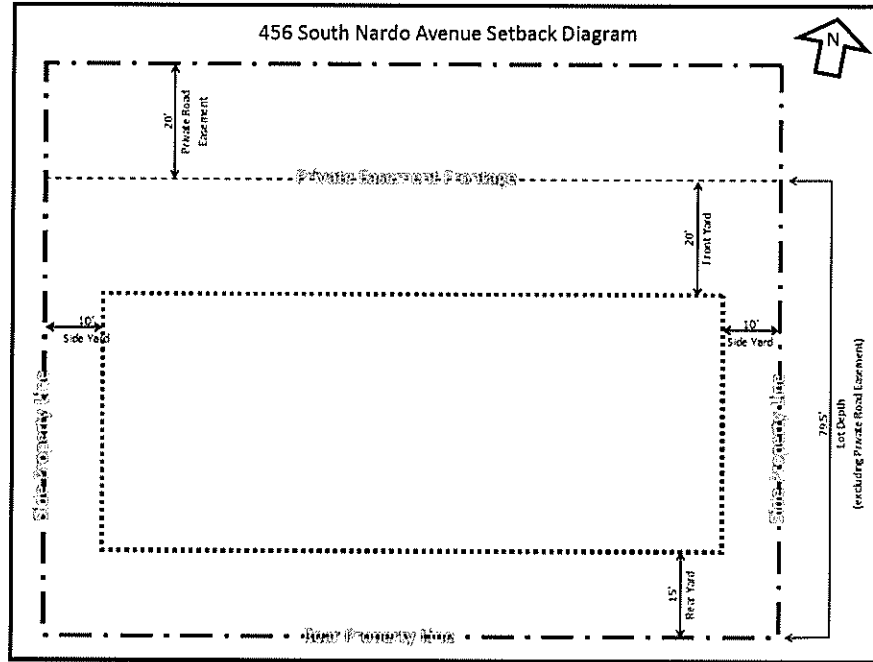 456 South Nardo Avenue Setback Diagram
N
20'
Private Road
Easement
Private Easement Frontage
20'
Front Yard
10'
Side Yard
10'
Side Yard
Side Property Line
Side Property Line
79.5'
Lot Depth
(excluding Private Road Easement)
15'
Rear Yard
Rear Property Line